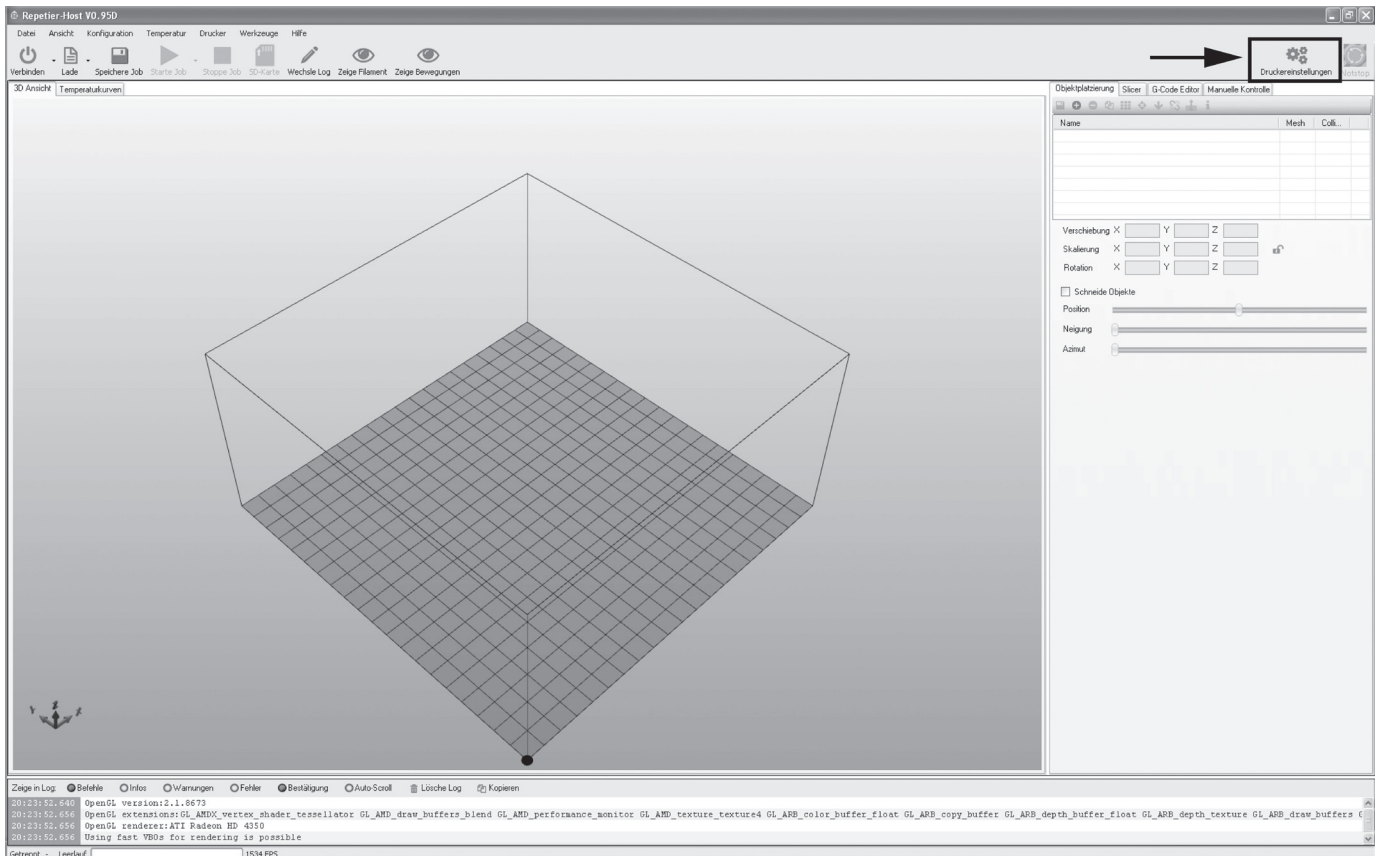 Repetier-Host V0.95D
Datei Ansicht Konfiguration Temperatur Drucker Werkzeuge Hilfe
Verbinden Lade Speichere Job Starte Job Stoppe Job SD-Karte Wechsle Log Zeige Filament Zeige Bewegungen Druckereinstellungen Notstop
3D Ansicht Temperaturkurven
Objektplatzierung Slicer G-Code Editor Manuelle Kontrolle
Name Mesh Colli...
Verschiebung X Y Z
Skalierung X Y Z
Rotation X Y Z
Schneide Objekte
Position
Neigung
Azimut
Y Z X
Zeige in Log: Befehle Infos Warnungen Fehler Bestätigung Auto-Scroll Lösche Log Kopieren
20:23:52.640 OpenGL version:2.1.8673
20:23:52.656 OpenGL extensions:GL_AMDX_vertex_shader_tessellator GL_AMD_draw_buffers_blend GL_AMD_performance_monitor GL_AMD_texture_texture4 GL_ARB_color_buffer_float GL_ARB_copy_buffer GL_ARB_depth_buffer_float GL_ARB_depth_texture GL_ARB_draw_buffers
20:23:52.656 OpenGL renderer:ATI Radeon HD 4350
20:23:52.656 Using fast VBOs for rendering is possible
Getrennt - Leerlauf 1534 FPS